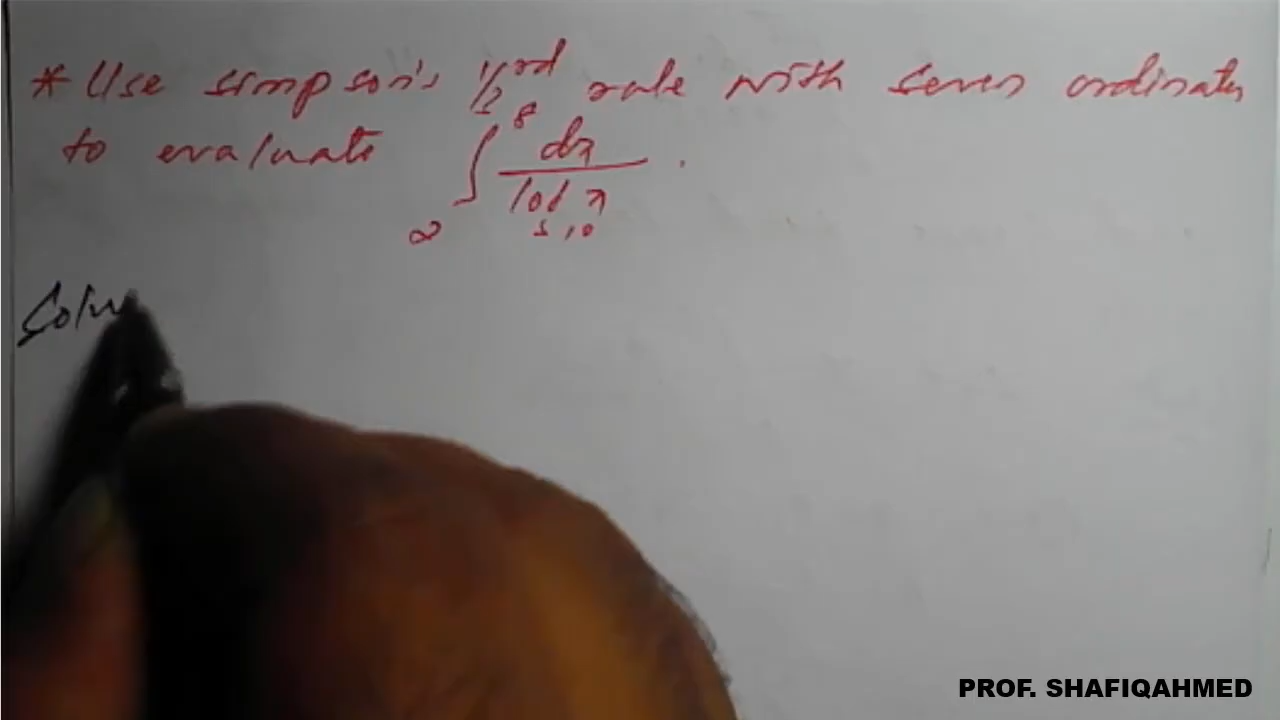 * Use simpson's 1/3rd rule with seven ordinates
to evaluate ∫₂⁸ dx / log₁₀ x .
Solu
PROF. SHAFIQAHMED